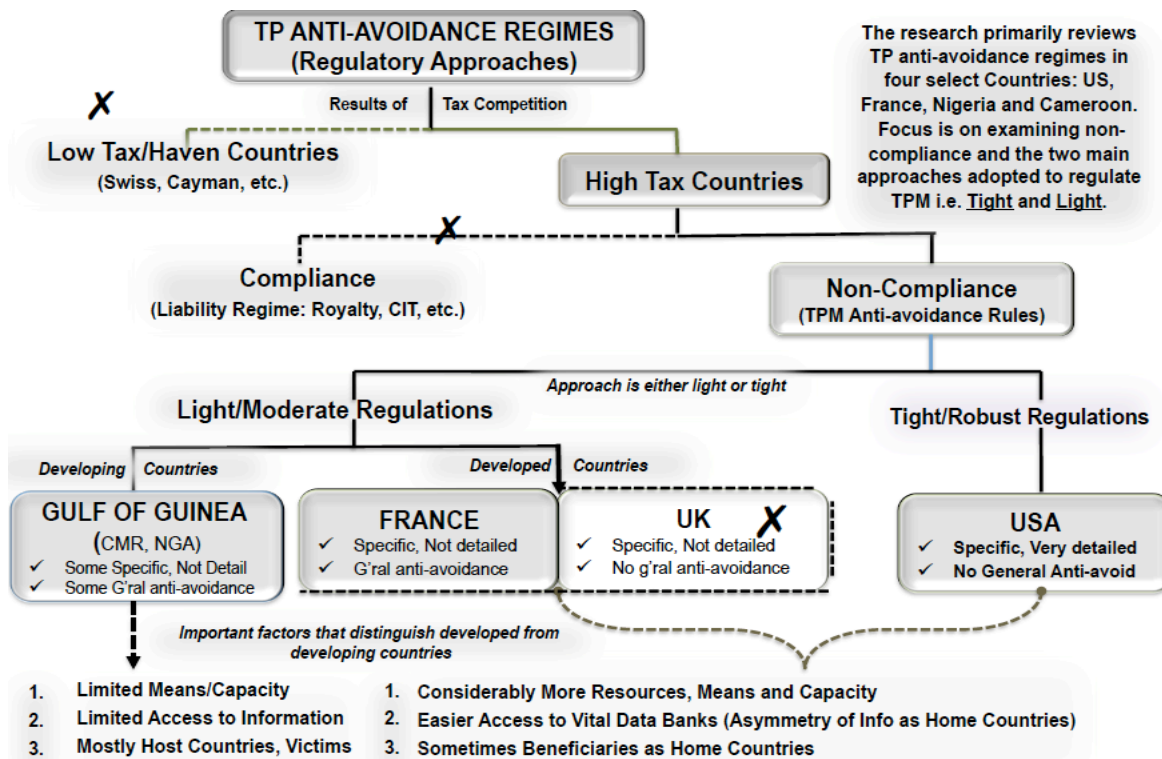 TP ANTI-AVOIDANCE REGIMES
(Regulatory Approaches)
The research primarily reviews
TP anti-avoidance regimes in
four select Countries: US,
France, Nigeria and Cameroon.
Focus is on examining non-
compliance and the two main
approaches adopted to regulate
TPM i.e. Tight and Light.
Results of Tax Competition
✗
Low Tax/Haven Countries
(Swiss, Cayman, etc.)
High Tax Countries
✗
Compliance
(Liability Regime: Royalty, CIT, etc.)
Non-Compliance
(TPM Anti-avoidance Rules)
Approach is either light or tight
Light/Moderate Regulations
Tight/Robust Regulations
Developing Countries
Developed Countries
GULF OF GUINEA
(CMR, NGA)
✓ Some Specific, Not Detail
✓ Some G'ral anti-avoidance
FRANCE
✓ Specific, Not detailed
✓ G'ral anti-avoidance
UK ✗
✓ Specific, Not detailed
✓ No g'ral anti-avoidance
USA
✓ Specific, Very detailed
✓ No General Anti-avoid
Important factors that distinguish developed from
developing countries
1. Limited Means/Capacity
2. Limited Access to Information
3. Mostly Host Countries, Victims
1. Considerably More Resources, Means and Capacity
2. Easier Access to Vital Data Banks (Asymmetry of Info as Home Countries)
3. Sometimes Beneficiaries as Home Countries